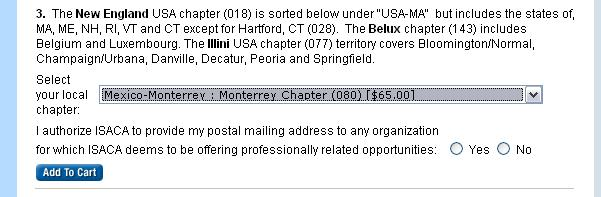 3. The New England USA chapter (018) is sorted below under "USA-MA" but includes the states of,
MA, ME, NH, RI, VT and CT except for Hartford, CT (028). The Belux chapter (143) includes
Belgium and Luxembourg. The Illini USA chapter (077) territory covers Bloomington/Normal,
Champaign/Urbana, Danville, Decatur, Peoria and Springfield.
Select
your local
chapter:
Mexico-Monterrey : Monterrey Chapter (080) [$65.00]
I authorize ISACA to provide my postal mailing address to any organization
for which ISACA deems to be offering professionally related opportunities: Yes No
Add To Cart